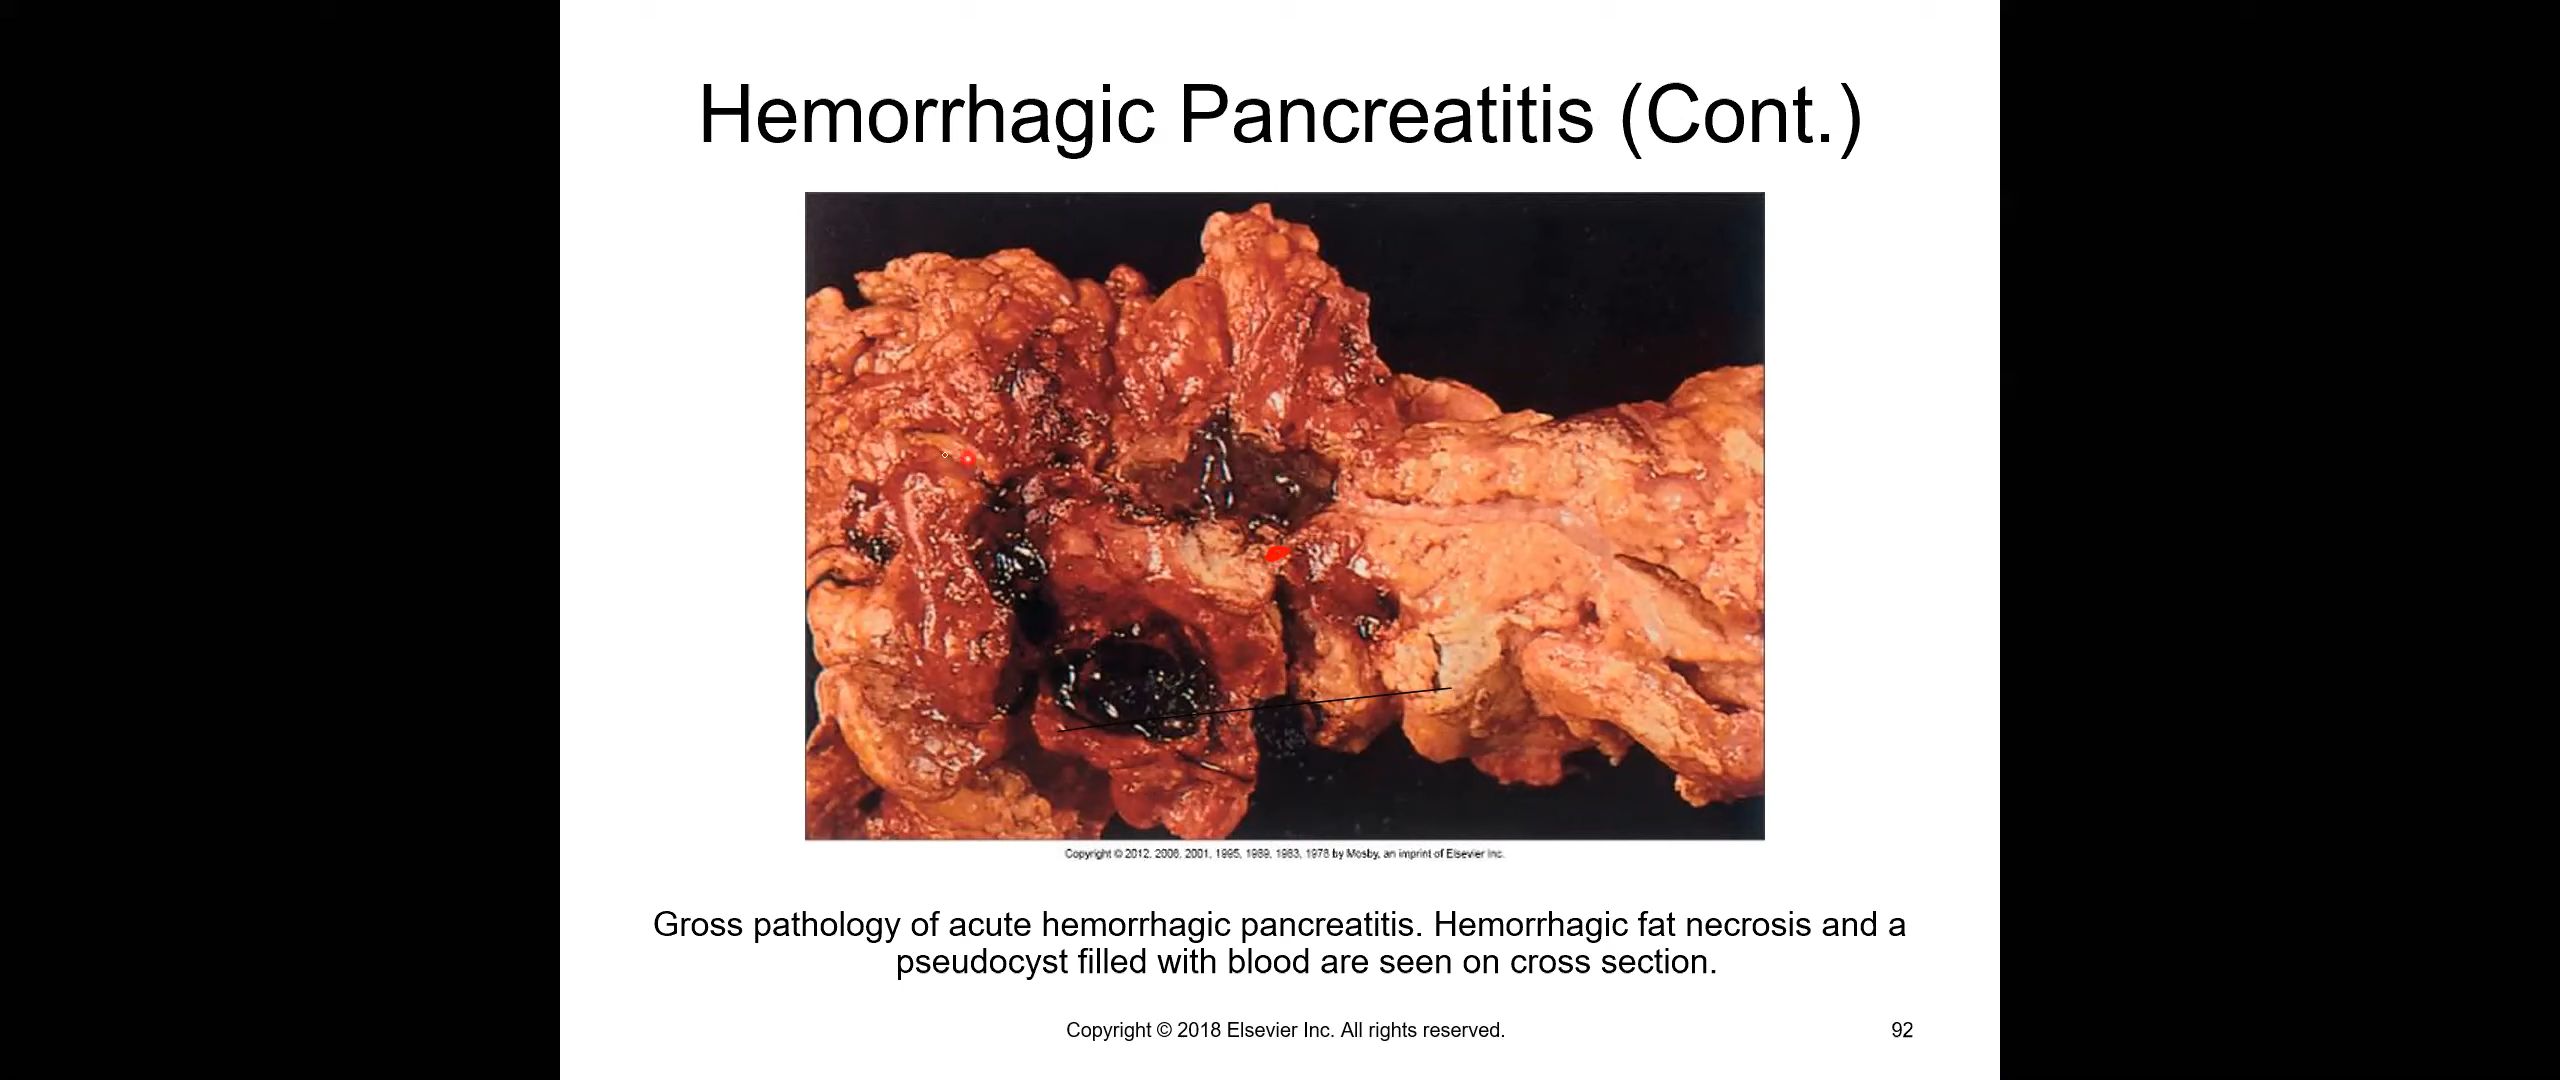 Hemorrhagic Pancreatitis (Cont.)
Copyright © 2012, 2006, 2001, 1995, 1989, 1983, 1978 by Mosby, an imprint of Elsevier Inc.
Gross pathology of acute hemorrhagic pancreatitis. Hemorrhagic fat necrosis and a
pseudocyst filled with blood are seen on cross section.
Copyright © 2018 Elsevier Inc. All rights reserved.
92